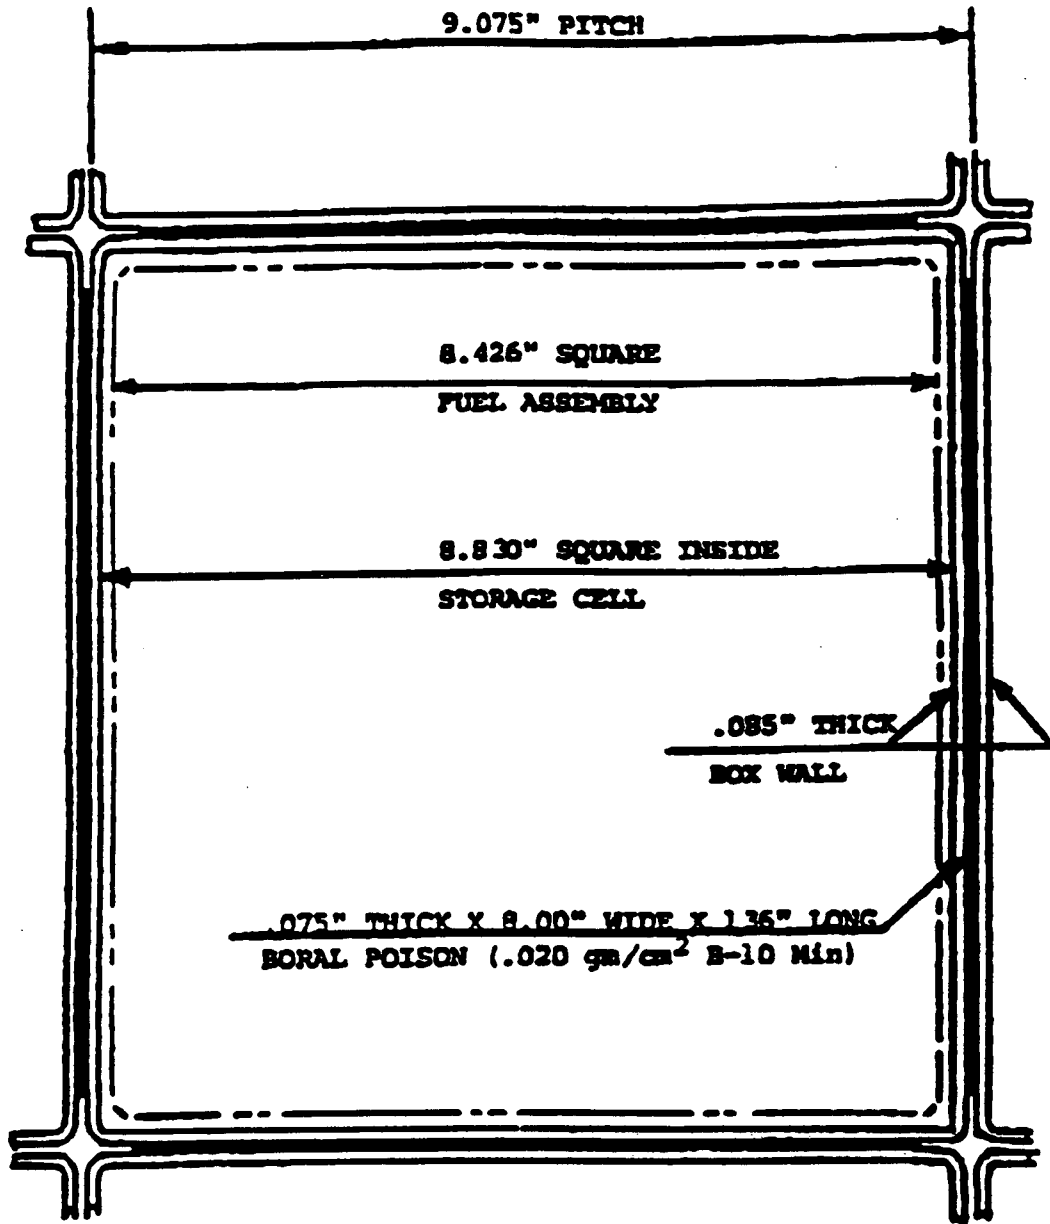 9.075" PITCH
8.426" SQUARE
FUEL ASSEMBLY
8.830" SQUARE INSIDE
STORAGE CELL
.085" THICK
BOX WALL
.075" THICK X 8.00" WIDE X 136" LONG
BORAL POISON (.020 gm/cm² B-10 Min)